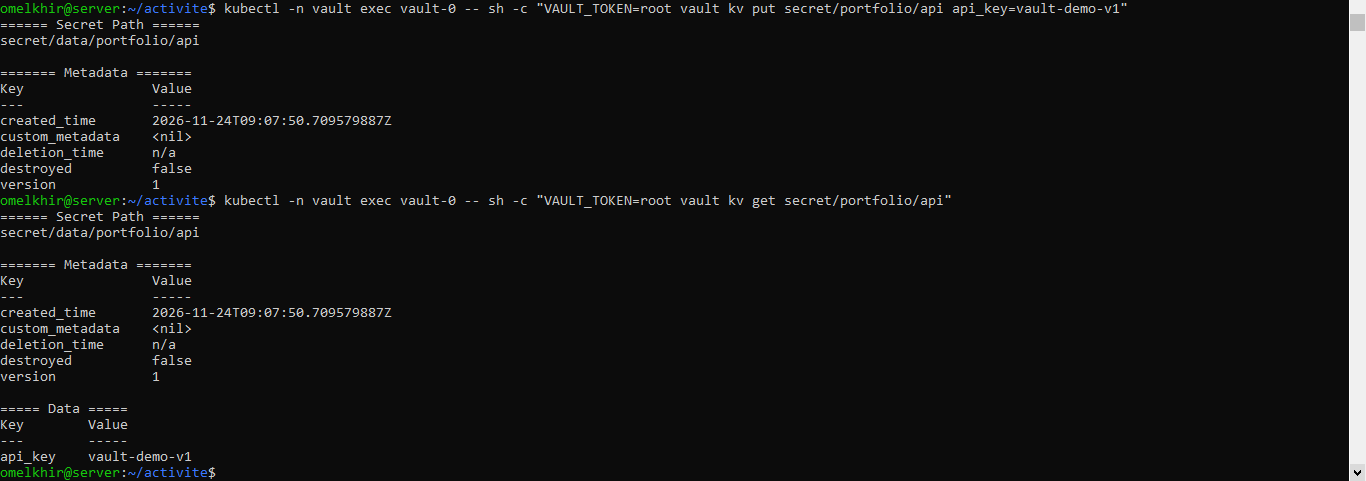 omelkhir@server:~/activite$ kubectl -n vault exec vault-0 -- sh -c "VAULT_TOKEN=root vault kv put secret/portfolio/api api_key=vault-demo-v1"
====== Secret Path ======
secret/data/portfolio/api

======= Metadata =======
Key                Value
---                -----
created_time       2026-11-24T09:07:50.709579887Z
custom_metadata    <nil>
deletion_time      n/a
destroyed          false
version            1
omelkhir@server:~/activite$ kubectl -n vault exec vault-0 -- sh -c "VAULT_TOKEN=root vault kv get secret/portfolio/api"
====== Secret Path ======
secret/data/portfolio/api

======= Metadata =======
Key                Value
---                -----
created_time       2026-11-24T09:07:50.709579887Z
custom_metadata    <nil>
deletion_time      n/a
destroyed          false
version            1

===== Data =====
Key        Value
---        -----
api_key    vault-demo-v1
omelkhir@server:~/activite$